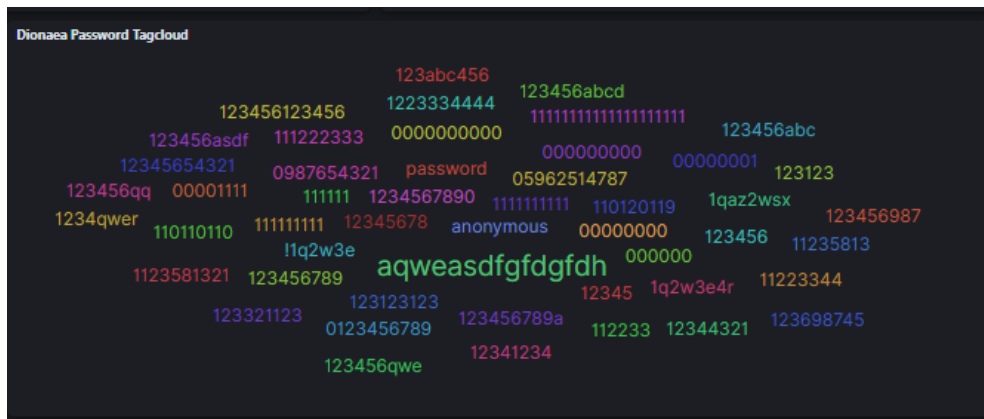 Dionaea Password Tagcloud
123abc456
123456abcd
123456123456
1223334444
11111111111111111111
123456asdf
111222333
0000000000
123456abc
12345654321
0987654321
password
000000000
00000001
123123
123456qq
00001111
111111
1234567890
05962514787
1111111111
110120119
1qaz2wsx
123456987
1234qwer
110110110
111111111
12345678
anonymous
00000000
123456
11235813
!1q2w3e
aqweasdfgfdgfdh
000000
1123581321
123456789
12345
1q2w3e4r
11223344
123321123
123123123
0123456789
123456789a
112233
12344321
123698745
12341234
123456qwe